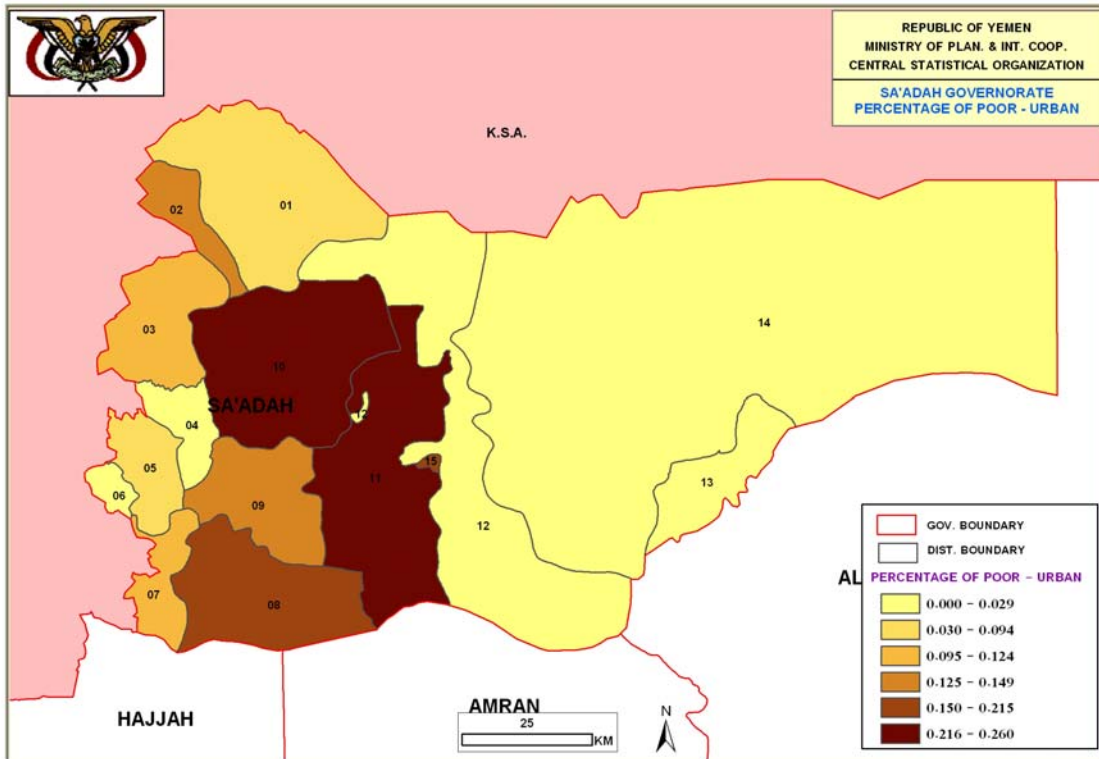 REPUBLIC OF YEMEN
MINISTRY OF PLAN. & INT. COOP.
CENTRAL STATISTICAL ORGANIZATION
SA'ADAH GOVERNORATE
PERCENTAGE OF POOR - URBAN
K.S.A.
01
02
03
14
10
SA'ADAH
12
04
05
15
11
13
06
09
12
07
08
HAJJAH
AMRAN
AL
25
KM
N
GOV. BOUNDARY
DIST. BOUNDARY
PERCENTAGE OF POOR - URBAN
0.000 - 0.029
0.030 - 0.094
0.095 - 0.124
0.125 - 0.149
0.150 - 0.215
0.216 - 0.260